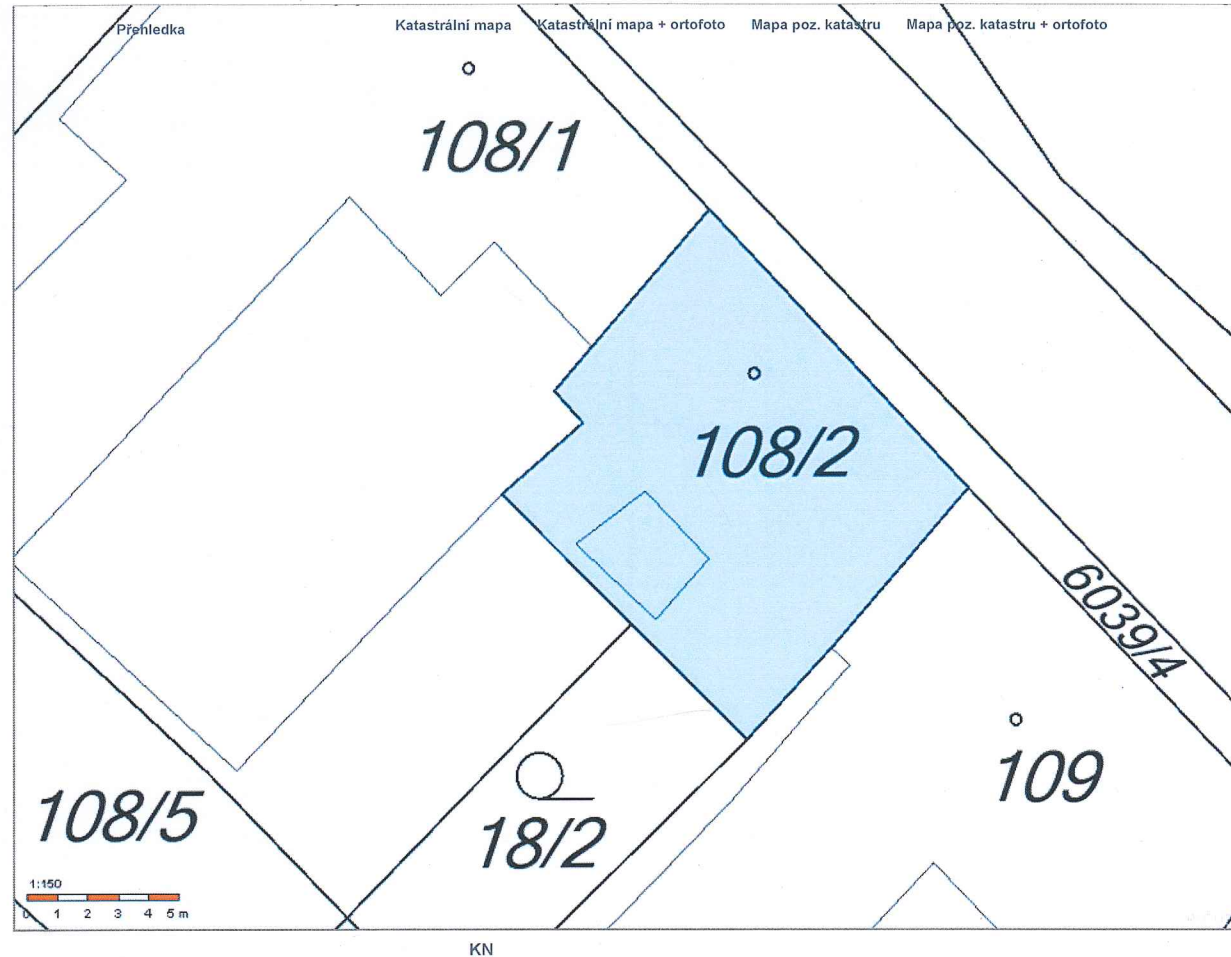 Přehledka Katastrální mapa Katastrální mapa + ortofoto Mapa poz. katastru Mapa poz. katastru + ortofoto
108/1
108/2
6039/4
109
108/5
18/2
1:150
0 1 2 3 4 5 m
KN